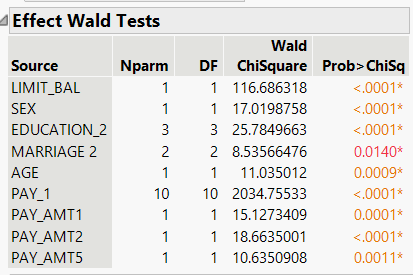 Effect Wald Tests
Wald
Source Nparm DF ChiSquare Prob>ChiSq
LIMIT_BAL 1 1 116.686318 <.0001*
SEX 1 1 17.0198758 <.0001*
EDUCATION_2 3 3 25.7849663 <.0001*
MARRIAGE 2 2 2 8.53566476 0.0140*
AGE 1 1 11.035012 0.0009*
PAY_1 10 10 2034.75533 <.0001*
PAY_AMT1 1 1 15.1273409 0.0001*
PAY_AMT2 1 1 18.6635001 <.0001*
PAY_AMT5 1 1 10.6350908 0.0011*